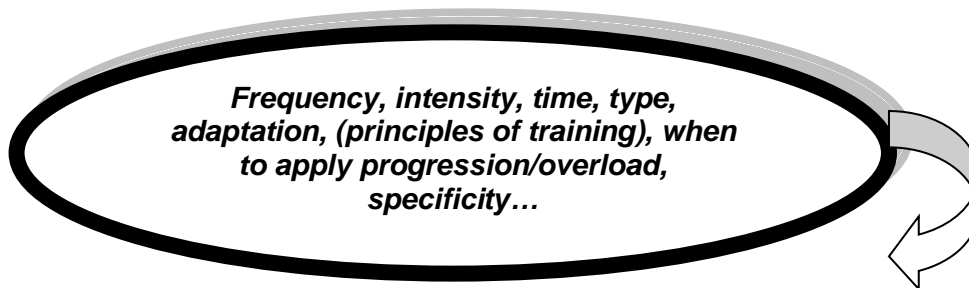 Frequency, intensity, time, type,
adaptation, (principles of training), when
to apply progression/overload,
specificity…